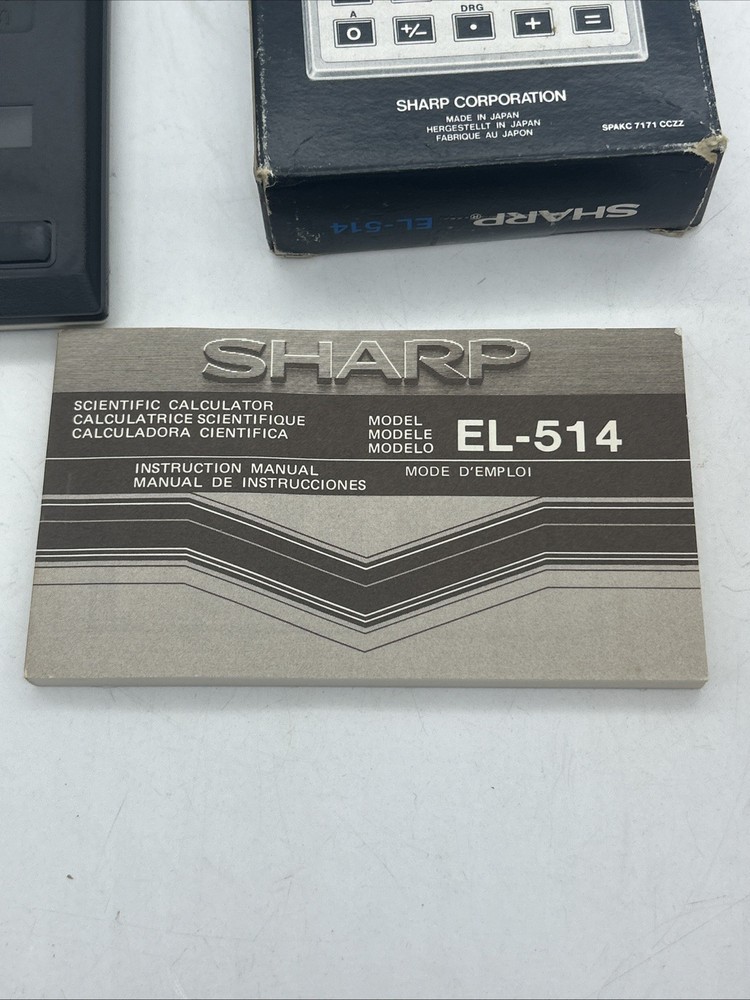 A
DRG
0 +/− • + =
SHARP CORPORATION
MADE IN JAPAN
HERGESTELLT IN JAPAN
FABRIQUE AU JAPON
SPAKC 7171 CCZZ
SHARP® EL-514
SHARP
SCIENTIFIC CALCULATOR
CALCULATRICE SCIENTIFIQUE
CALCULADORA CIENTIFICA
MODEL
MODELE
MODELO
EL-514
INSTRUCTION MANUAL
MANUAL DE INSTRUCCIONES
MODE D'EMPLOI